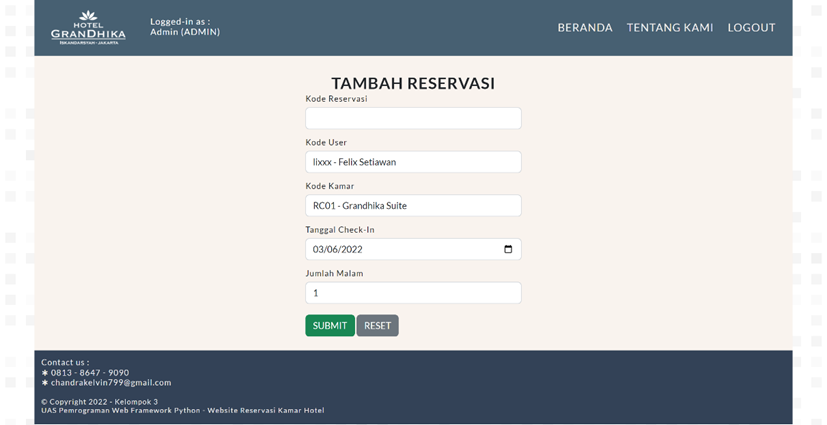 HOTEL
GRANDHIKA
ISKANDARSYAH - JAKARTA
Logged-in as :
Admin (ADMIN)
BERANDA TENTANG KAMI LOGOUT
TAMBAH RESERVASI
Kode Reservasi
Kode User
lixxx - Felix Setiawan
Kode Kamar
RC01 - Grandhika Suite
Tanggal Check-In
03/06/2022
Jumlah Malam
1
SUBMIT RESET
Contact us :
✱ 0813 - 8647 - 9090
✱ chandrakelvin799@gmail.com
© Copyright 2022 - Kelompok 3
UAS Pemrograman Web Framework Python - Website Reservasi Kamar Hotel